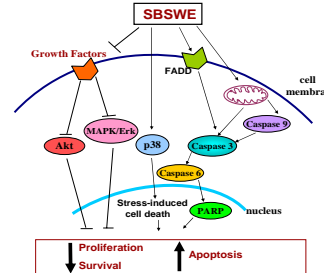 SBSWE
Growth Factors
FADD
cell
membra
Caspase 9
MAPK/Erk
Akt
p38
Caspase 3
Caspase 6
Stress-induced
cell death
PARP
nucleus
Proliferation
Survival
Apoptosis